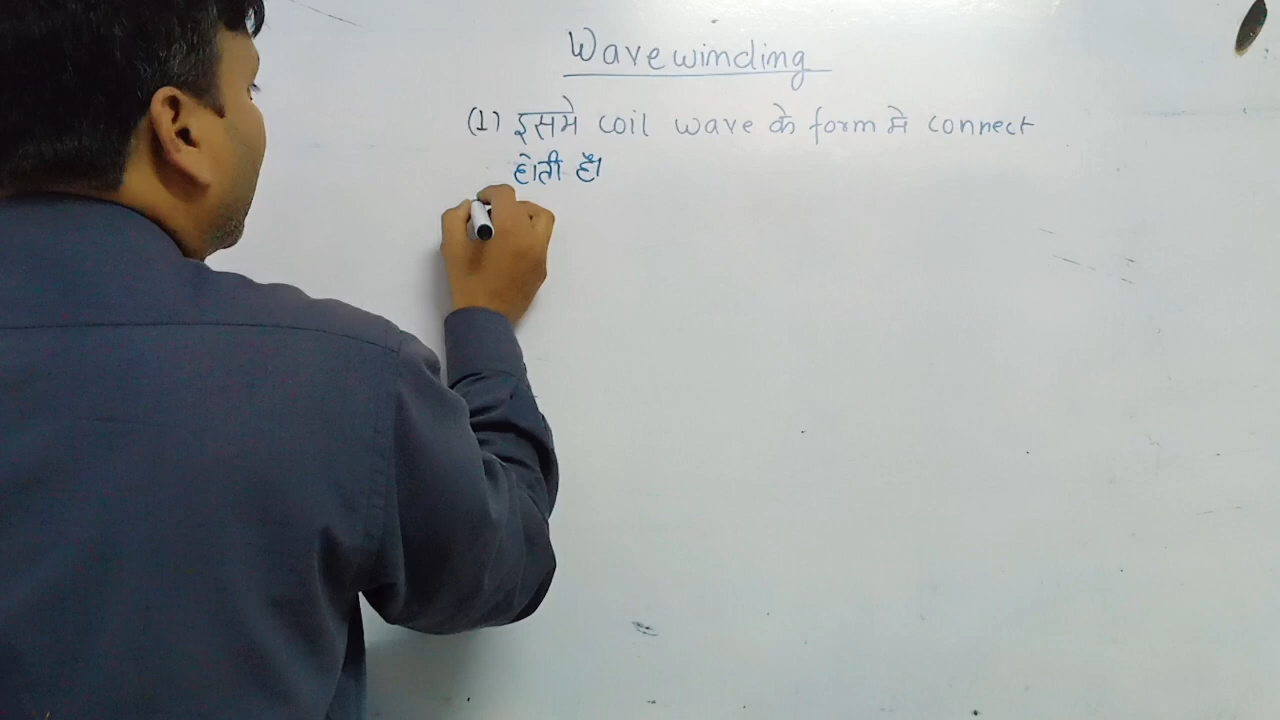 Wave winding
(1) इसमे coil wave के form मे connect
होती है।